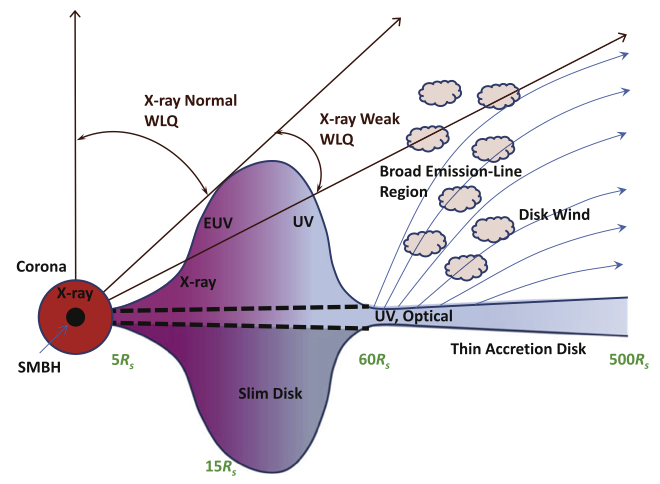 X-ray Normal
WLQ
X-ray Weak
WLQ
Broad Emission-Line
Region
Disk Wind
EUV
UV
Corona
X-ray
X-ray
UV, Optical
Thin Accretion Disk
SMBH
5Rs
60Rs
500Rs
Slim Disk
15Rs